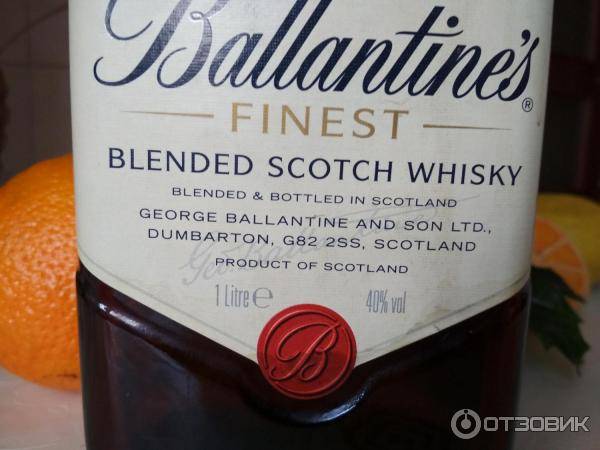 Ballantine's®
FINEST
BLENDED SCOTCH WHISKY
BLENDED & BOTTLED IN SCOTLAND
GEORGE BALLANTINE AND SON LTD.,
DUMBARTON, G82 2SS, SCOTLAND
PRODUCT OF SCOTLAND
1 Litre ℮ 40% vol
B
ОТЗОВИК